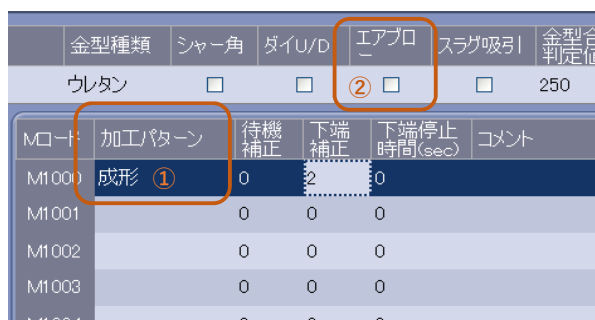 金型種類 シャー角 ダイU/D エアブロ
ー スラグ吸引 金型合
判定値
ウレタン ② 250
Mコード 加工パターン 待機
補正 下端
補正 下端停止
時間(sec) コメント
M1000 成形 ① 0 2 0
M1001 0 0 0
M1002 0 0 0
M1003 0 0 0